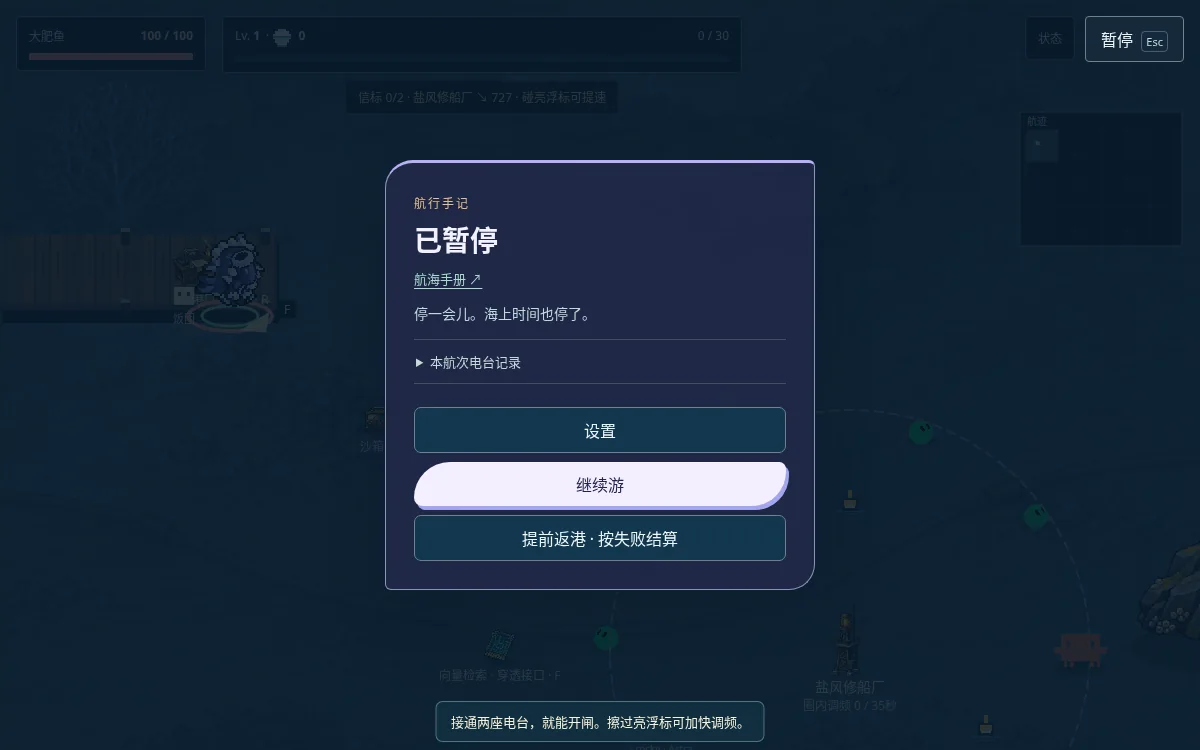 大肥鱼 100 / 100
Lv. 1 · 0
0 / 30
状态
暂停 Esc
信标 0/2 · 盐风修船厂 ↘ 727 · 碰亮浮标可提速
航迹
航行手记
已暂停
航海手册 ↗
停一会儿。海上时间也停了。
▶ 本航次电台记录
设置
继续游
提前返港 · 按失败结算
F
向量检索 · 穿透接口 · F
盐风修船厂
圈内调频 0 / 35秒
接通两座电台，就能开闸。擦过亮浮标可加快调频。